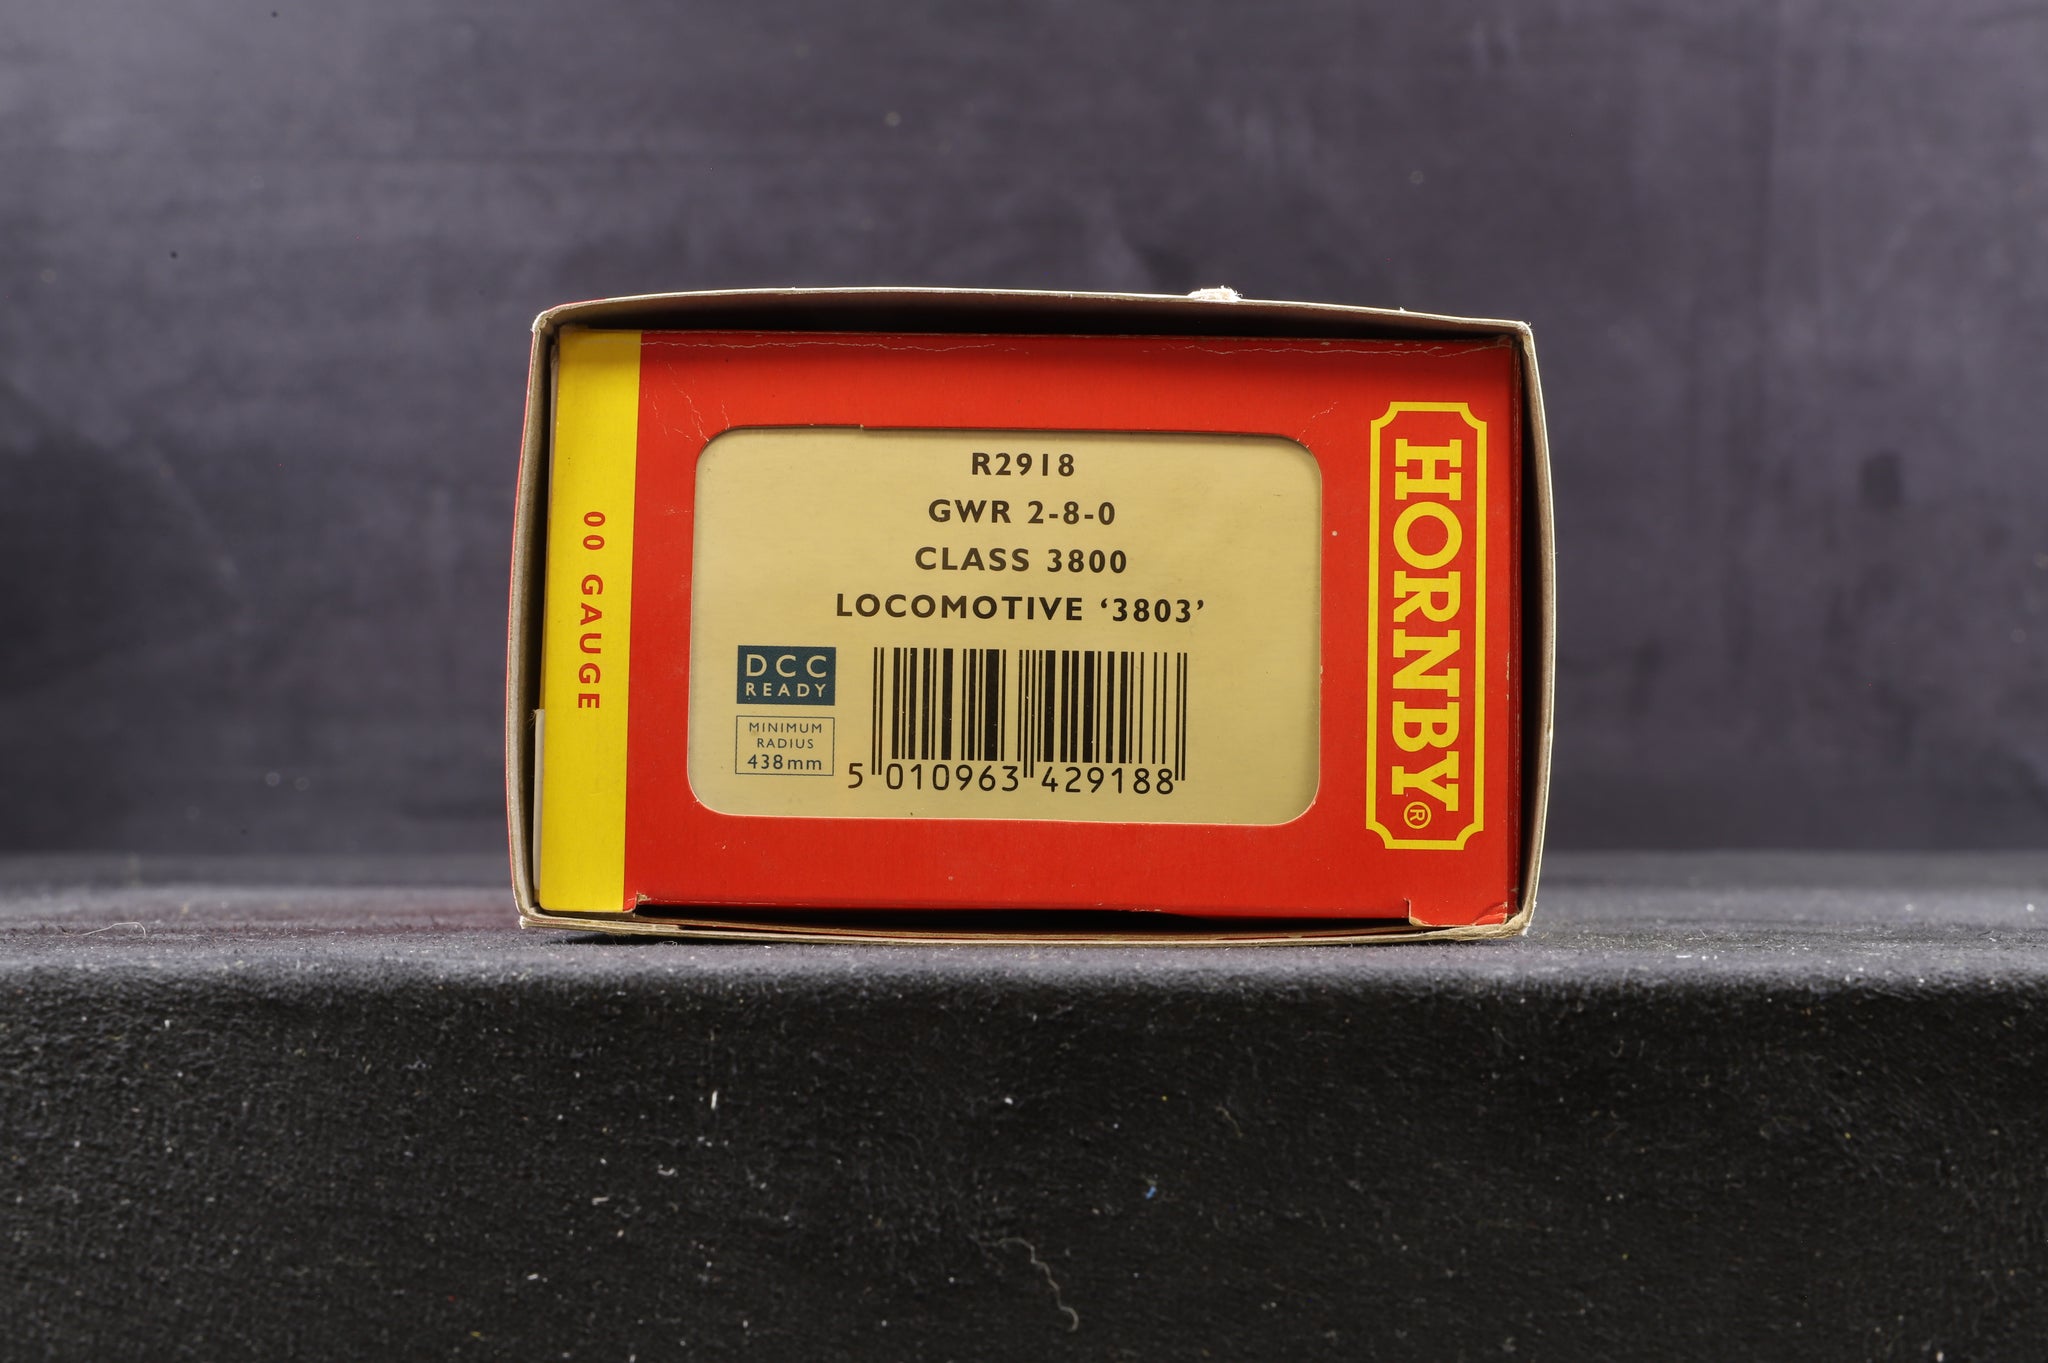 00 GAUGE
R2918
GWR 2-8-0
CLASS 3800
LOCOMOTIVE ‘3803’
DCC
READY
MINIMUM
RADIUS
438mm
5 010963 429188
HORNBY®